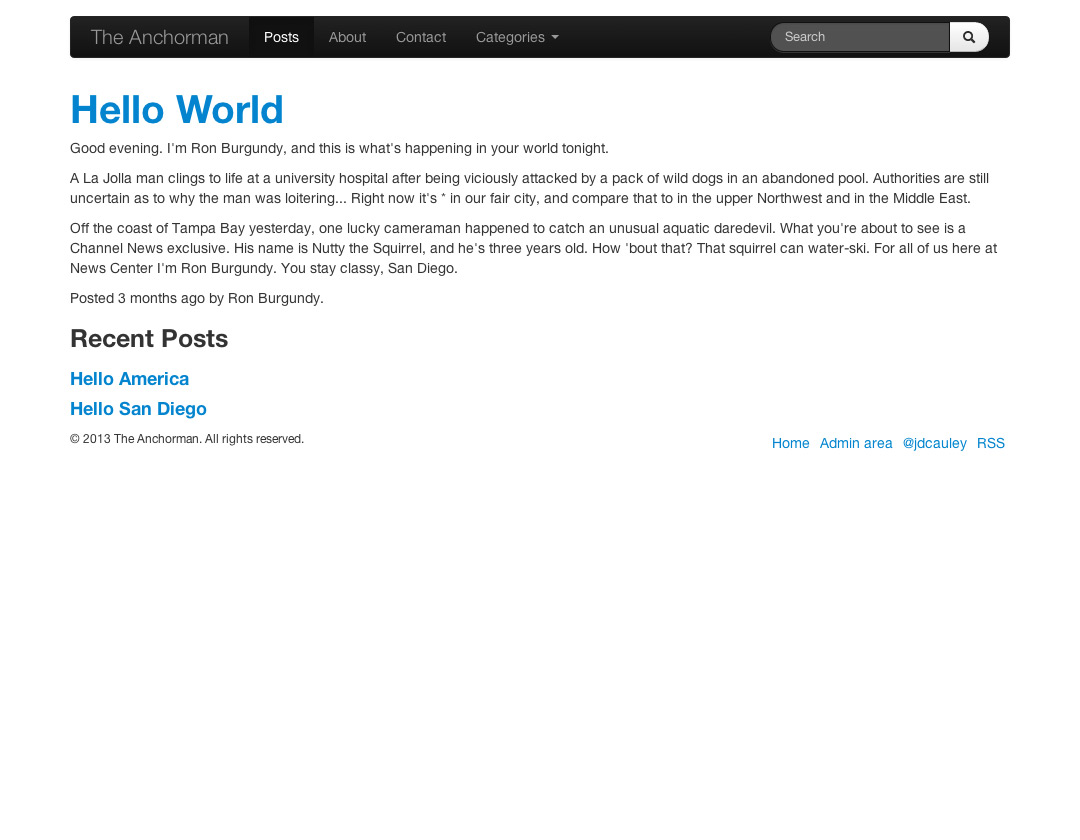 The Anchorman Posts About Contact Categories Search
Hello World
Good evening. I'm Ron Burgundy, and this is what's happening in your world tonight.
A La Jolla man clings to life at a university hospital after being viciously attacked by a pack of wild dogs in an abandoned pool. Authorities are still
uncertain as to why the man was loitering... Right now it's * in our fair city, and compare that to in the upper Northwest and in the Middle East.
Off the coast of Tampa Bay yesterday, one lucky cameraman happened to catch an unusual aquatic daredevil. What you're about to see is a
Channel News exclusive. His name is Nutty the Squirrel, and he's three years old. How 'bout that? That squirrel can water-ski. For all of us here at
News Center I'm Ron Burgundy. You stay classy, San Diego.
Posted 3 months ago by Ron Burgundy.
Recent Posts
Hello America
Hello San Diego
© 2013 The Anchorman. All rights reserved.
Home Admin area @jdcauley RSS